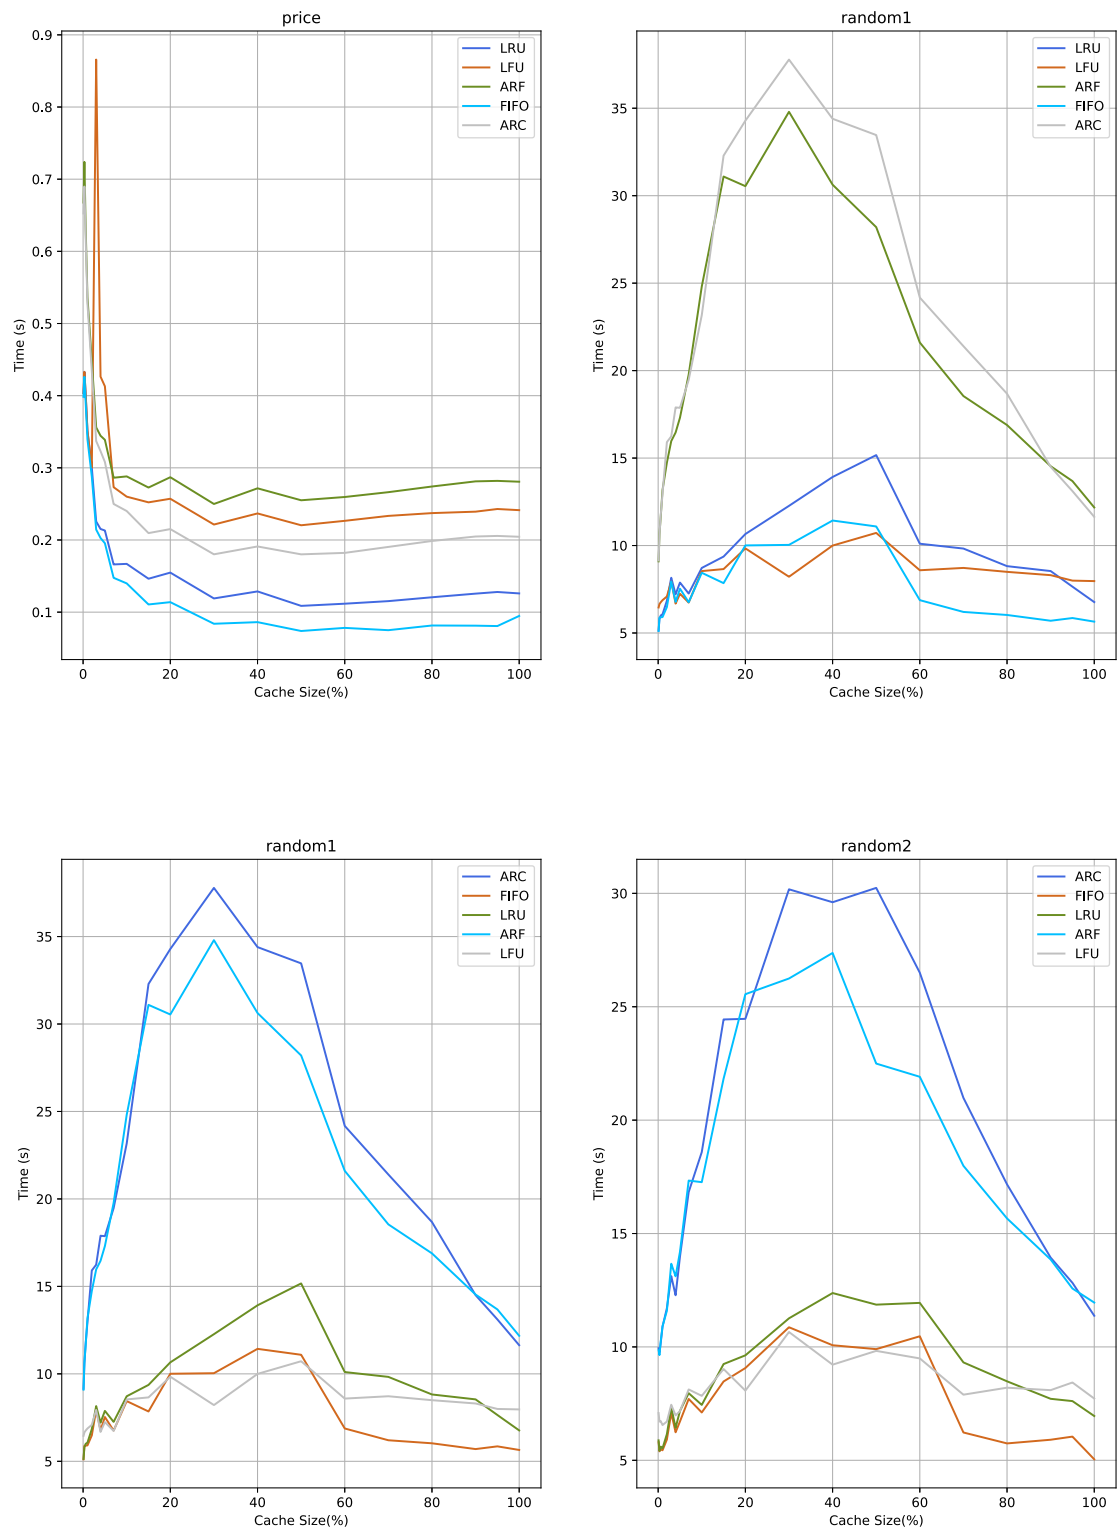 price
0.9
0.8
0.7
0.6
0.5
0.4
0.3
0.2
0.1
Time (s)
0 20 40 60 80 100
Cache Size(%)
LRU
LFU
ARF
FIFO
ARC
random1
35
30
25
20
15
10
5
Time (s)
0 20 40 60 80 100
Cache Size(%)
LRU
LFU
ARF
FIFO
ARC
random1
35
30
25
20
15
10
5
Time (s)
0 20 40 60 80 100
Cache Size(%)
ARC
FIFO
LRU
ARF
LFU
random2
30
25
20
15
10
5
Time (s)
0 20 40 60 80 100
Cache Size(%)
ARC
FIFO
LRU
ARF
LFU